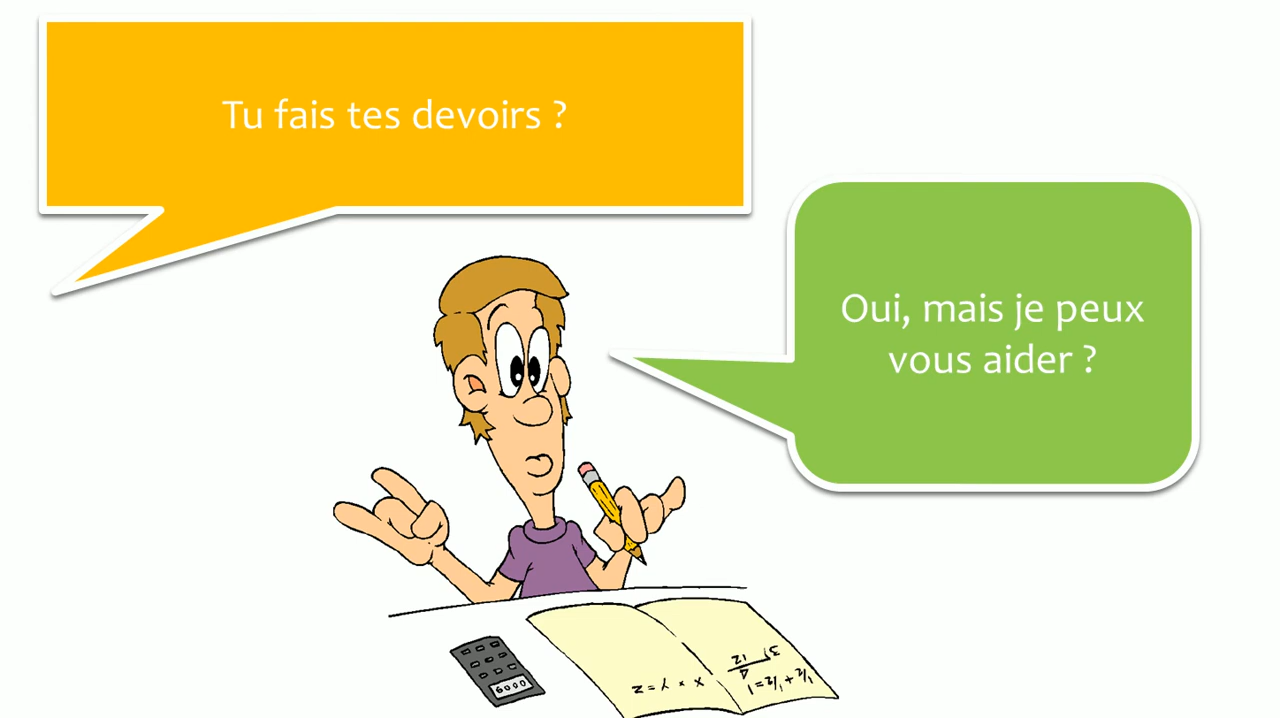 Tu fais tes devoirs ?
Oui, mais je peux
vous aider ?